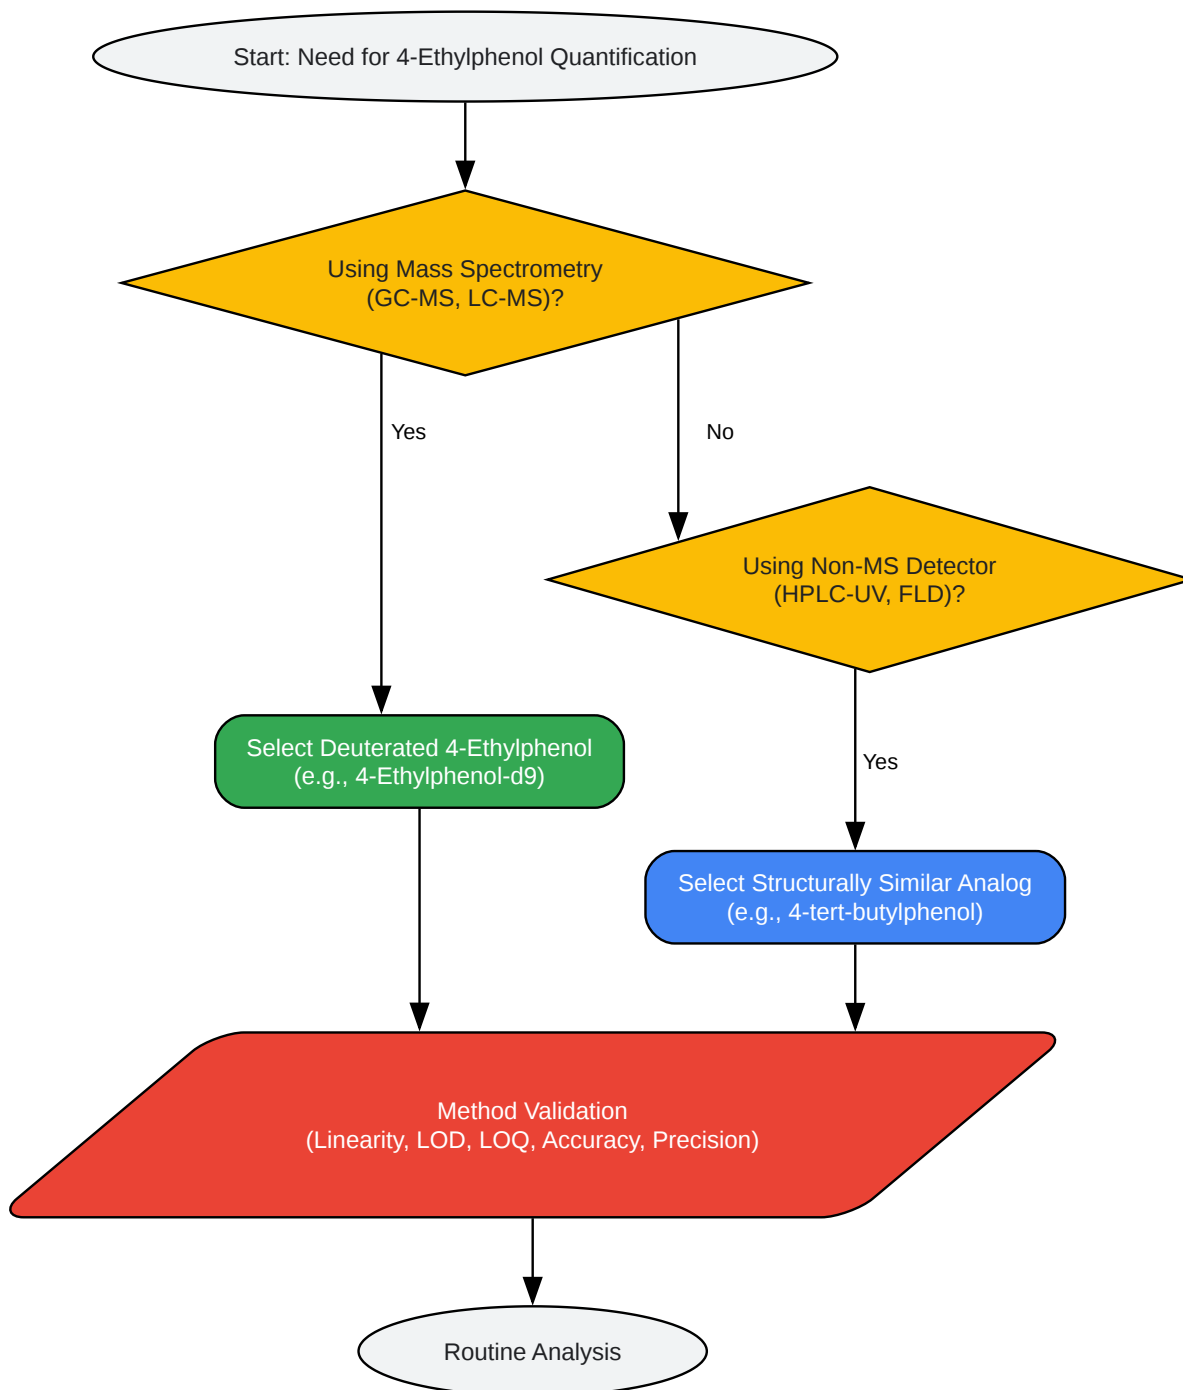 Start: Need for 4-Ethylphenol Quantification
Using Mass Spectrometry
(GC-MS, LC-MS)?
Yes
No
Using Non-MS Detector
(HPLC-UV, FLD)?
Select Deuterated 4-Ethylphenol
(e.g., 4-Ethylphenol-d9)
Yes
Select Structurally Similar Analog
(e.g., 4-tert-butylphenol)
Method Validation
(Linearity, LOD, LOQ, Accuracy, Precision)
Routine Analysis